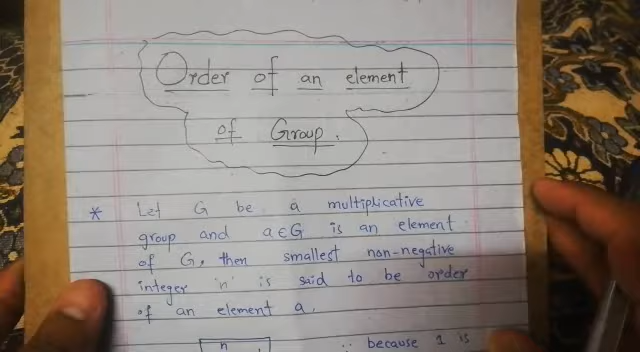 Order of an element
of Group.
* Let G be a multiplicative
group and a∈G is an element
of G, then smallest non-negative
integer 'n' is said to be order
of an element a.
n ∵ because 1 is